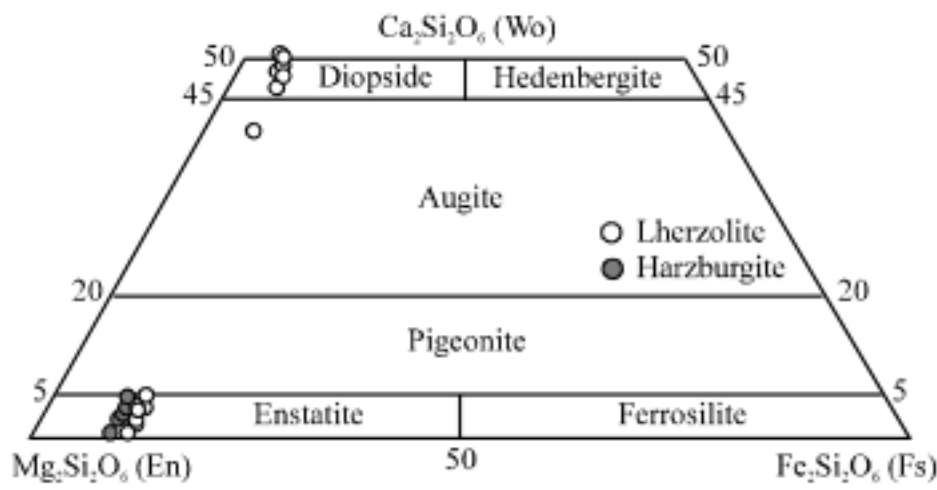 Ca₂Si₂O₆ (Wo)
50 50
Diopside Hedenbergite
45 45
Augite
Lherzolite
Harzburgite
20 20
Pigeonite
5 5
Enstatite Ferrosilite
Mg₂Si₂O₆ (En) 50 Fe₂Si₂O₆ (Fs)